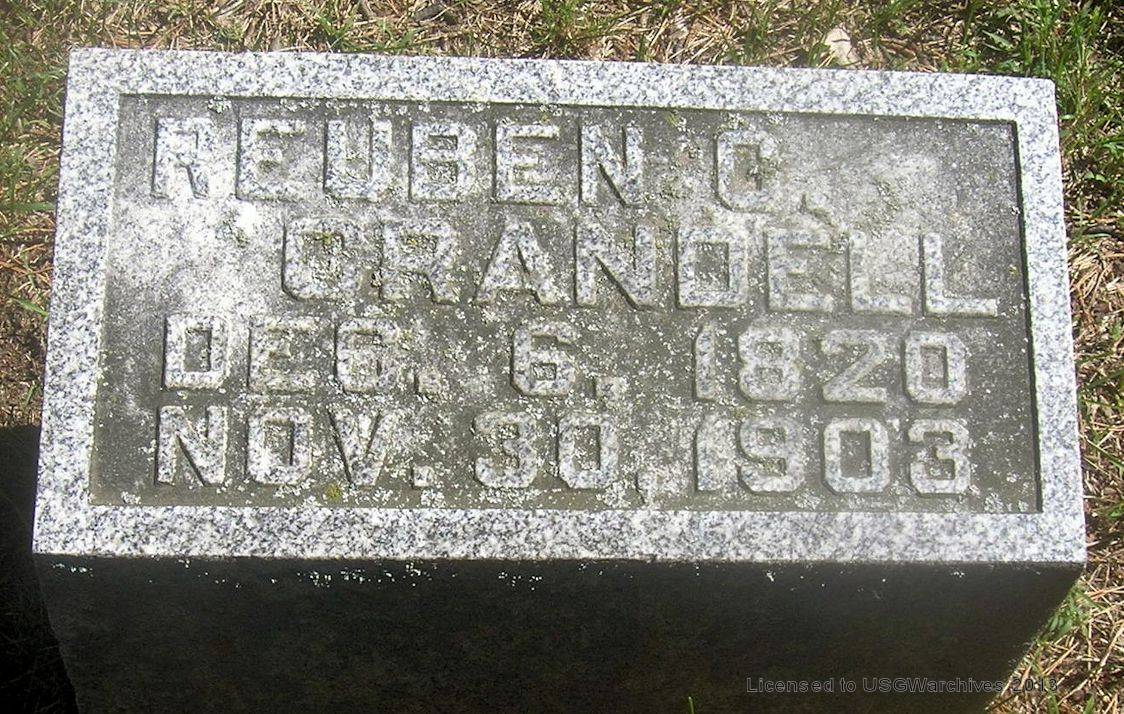 REUBEN C.
CRANDELL
DEC. 6. 1820
NOV. 30. 1903
Licensed to USGWarchives 2013